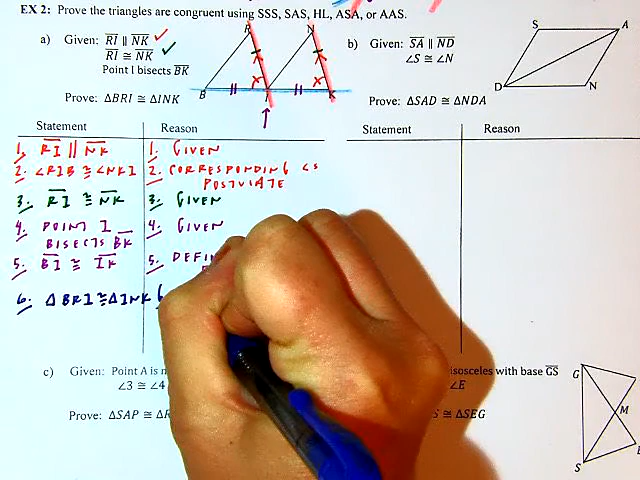 EX 2: Prove the triangles are congruent using SSS, SAS, HL, ASA, or AAS.
a) Given: RI ∥ NK
RI ≅ NK
Point I bisects BK
Prove: ΔBRI ≅ ΔINK
R N
B I K
b) Given: SA ∥ ND
∠S ≅ ∠N
Prove: ΔSAD ≅ ΔNDA
S A
D N
Statement Reason
1. RI ∥ NK 1. GIVEN
2. ∠RIB ≅ ∠NKI 2. CORRESPONDING ∠S
POSTULATE
3. RI ≅ NK 3. GIVEN
4. POINT I 4. GIVEN
BISECTS BK
5. BI ≅ IK 5. DEFI
6. ΔBRI ≅ ΔINK 6
Statement Reason
c) Given: Point A is
∠3 ≅ ∠4
Prove: ΔSAP ≅ ΔR
isosceles with base GS
∠E
S ≅ ΔSEG
G
M
S